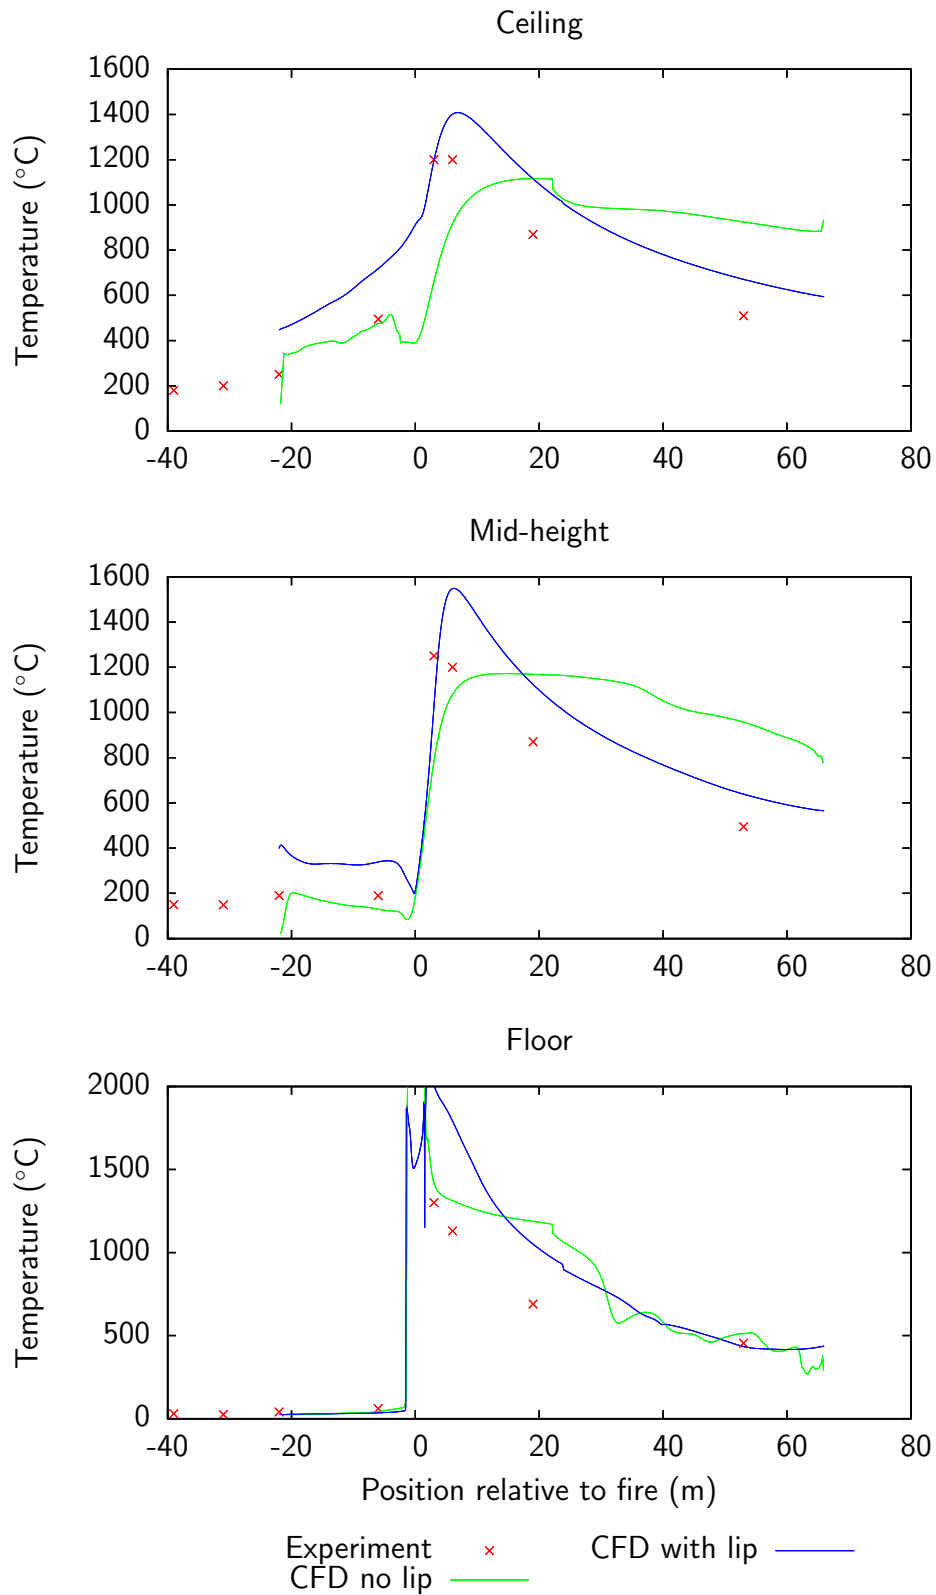 Ceiling
1600
1400
1200
1000
800
600
400
200
0
Temperature (°C)
-40 -20 0 20 40 60 80
Mid-height
1600
1400
1200
1000
800
600
400
200
0
Temperature (°C)
-40 -20 0 20 40 60 80
Floor
2000
1500
1000
500
0
Temperature (°C)
-40 -20 0 20 40 60 80
Position relative to fire (m)
Experiment CFD with lip
CFD no lip